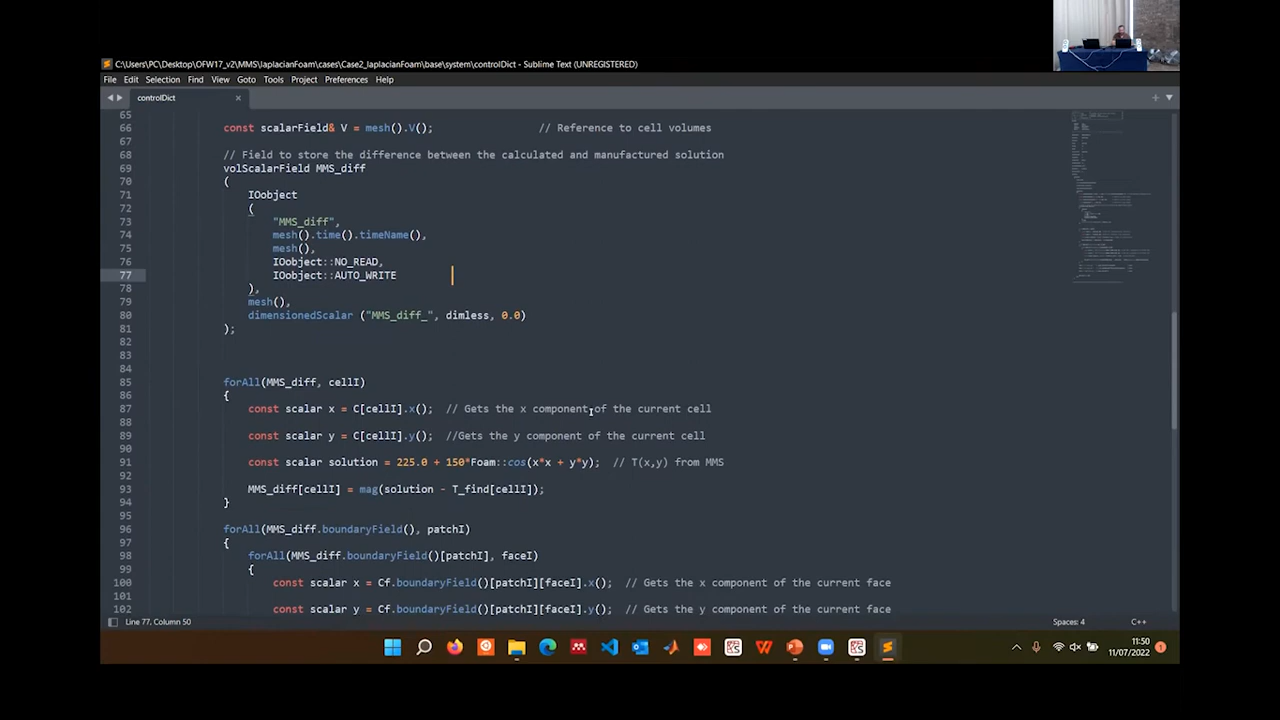 C:\Users\PC\Desktop\OFW17_v2\MMS\laplacianFoam\cases\Case2_laplacianFoam\base\system\controlDict - Sublime Text (UNREGISTERED)
File Edit Selection Find View Goto Tools Project Preferences Help
controlDict
65
66 const scalarField& V = mesh().V(); // Reference to cell volumes
67
68 // Field to store the difference between the calculated and manufactured solution
69 volScalarField MMS_diff
70 (
71 IOobject
72 (
73 "MMS_diff",
74 mesh().time().timeName(),
75 mesh(),
76 IOobject::NO_READ,
77 IOobject::AUTO_WRITE
78 ),
79 mesh(),
80 dimensionedScalar ("MMS_diff_", dimless, 0.0)
81 );
82
83
84
85 forAll(MMS_diff, cellI)
86 {
87 const scalar x = C[cellI].x(); // Gets the x component of the current cell
88
89 const scalar y = C[cellI].y(); //Gets the y component of the current cell
90
91 const scalar solution = 225.0 + 150*Foam::cos(x*x + y*y); // T(x,y) from MMS
92
93 MMS_diff[cellI] = mag(solution - T_find[cellI]);
94 }
95
96 forAll(MMS_diff.boundaryField(), patchI)
97 {
98 forAll(MMS_diff.boundaryField()[patchI], faceI)
99 {
100 const scalar x = Cf.boundaryField()[patchI][faceI].x(); // Gets the x component of the current face
101
102 const scalar y = Cf.boundaryField()[patchI][faceI].y(); // Gets the y component of the current face
Line 77, Column 50 Spaces: 4 C++
11:50
11/07/2022